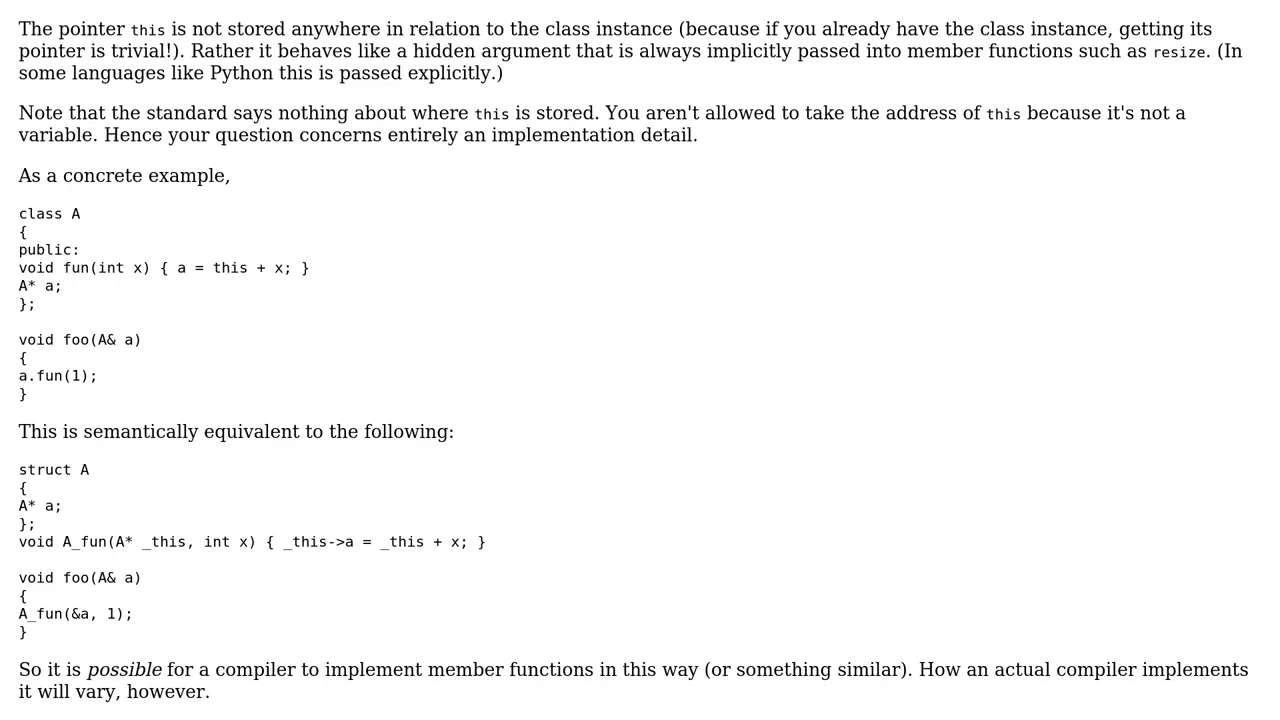 The pointer this is not stored anywhere in relation to the class instance (because if you already have the class instance, getting its
pointer is trivial!). Rather it behaves like a hidden argument that is always implicitly passed into member functions such as resize. (In
some languages like Python this is passed explicitly.)
Note that the standard says nothing about where this is stored. You aren't allowed to take the address of this because it's not a
variable. Hence your question concerns entirely an implementation detail.
As a concrete example,
class A
{
public:
void fun(int x) { a = this + x; }
A* a;
};
void foo(A& a)
{
a.fun(1);
}
This is semantically equivalent to the following:
struct A
{
A* a;
};
void A_fun(A* _this, int x) { _this->a = _this + x; }
void foo(A& a)
{
A_fun(&a, 1);
}
So it is possible for a compiler to implement member functions in this way (or something similar). How an actual compiler implements
it will vary, however.